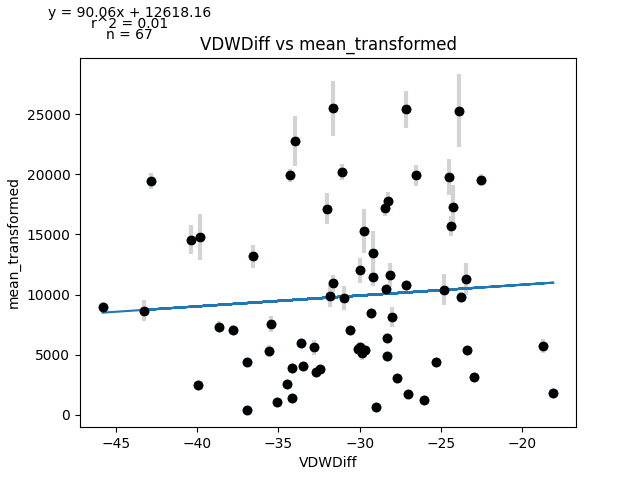 y = 90.06x + 12618.16
r^2 = 0.01
n = 67
VDWDiff vs mean_transformed
25000
20000
15000
10000
5000
0
mean_transformed
−45 −40 −35 −30 −25 −20
VDWDiff